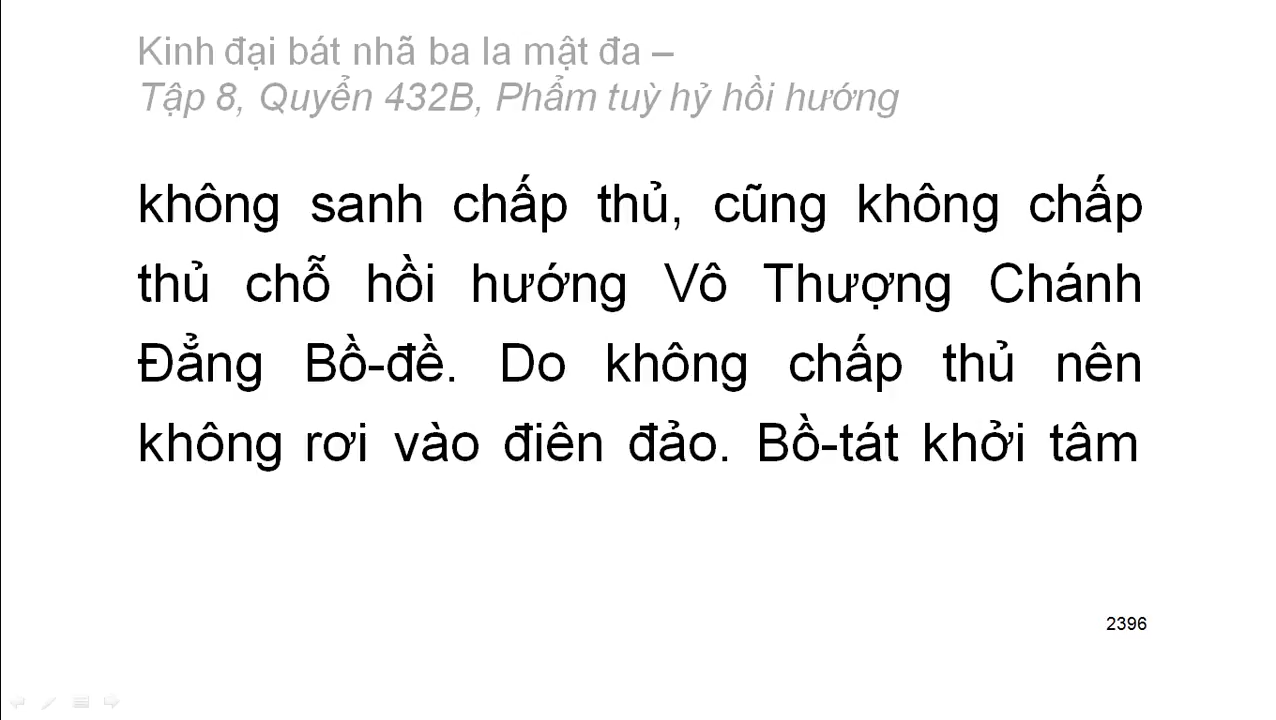 Kinh đại bát nhã ba la mật đa –
Tập 8, Quyển 432B, Phẩm tuỳ hỷ hồi hướng
không sanh chấp thủ, cũng không chấp
thủ chỗ hồi hướng Vô Thượng Chánh
Đẳng Bồ-đề. Do không chấp thủ nên
không rơi vào điên đảo. Bồ-tát khởi tâm
2396